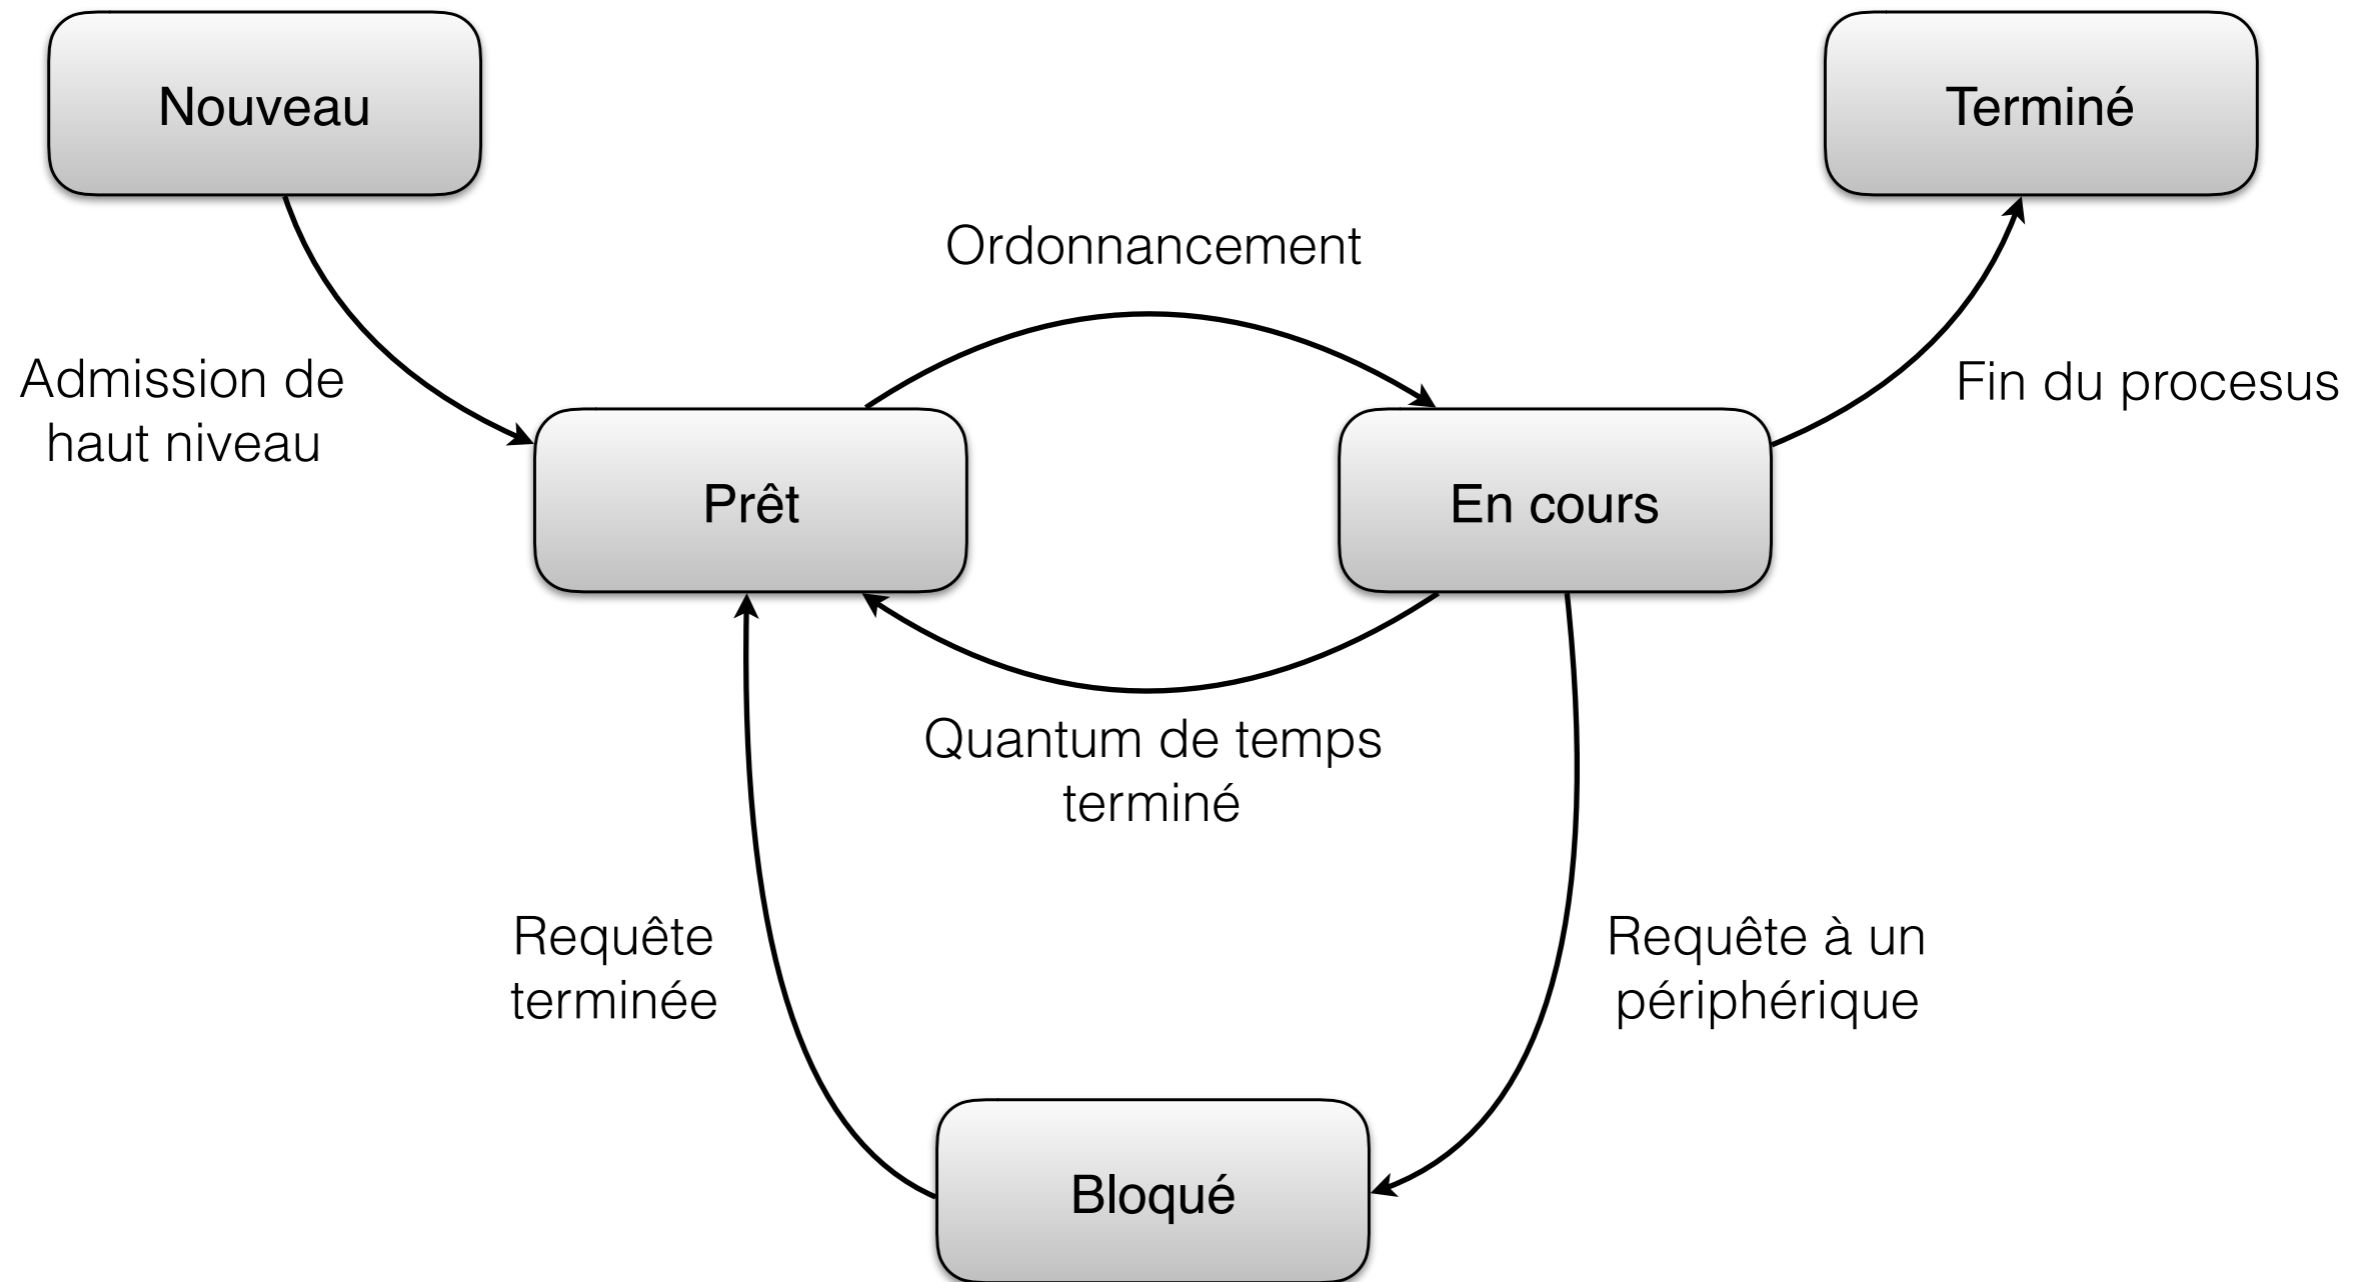 Nouveau
Terminé
Ordonnancement
Admission de
haut niveau
Fin du procesus
Prêt
En cours
Quantum de temps
terminé
Requête
terminée
Requête à un
périphérique
Bloqué